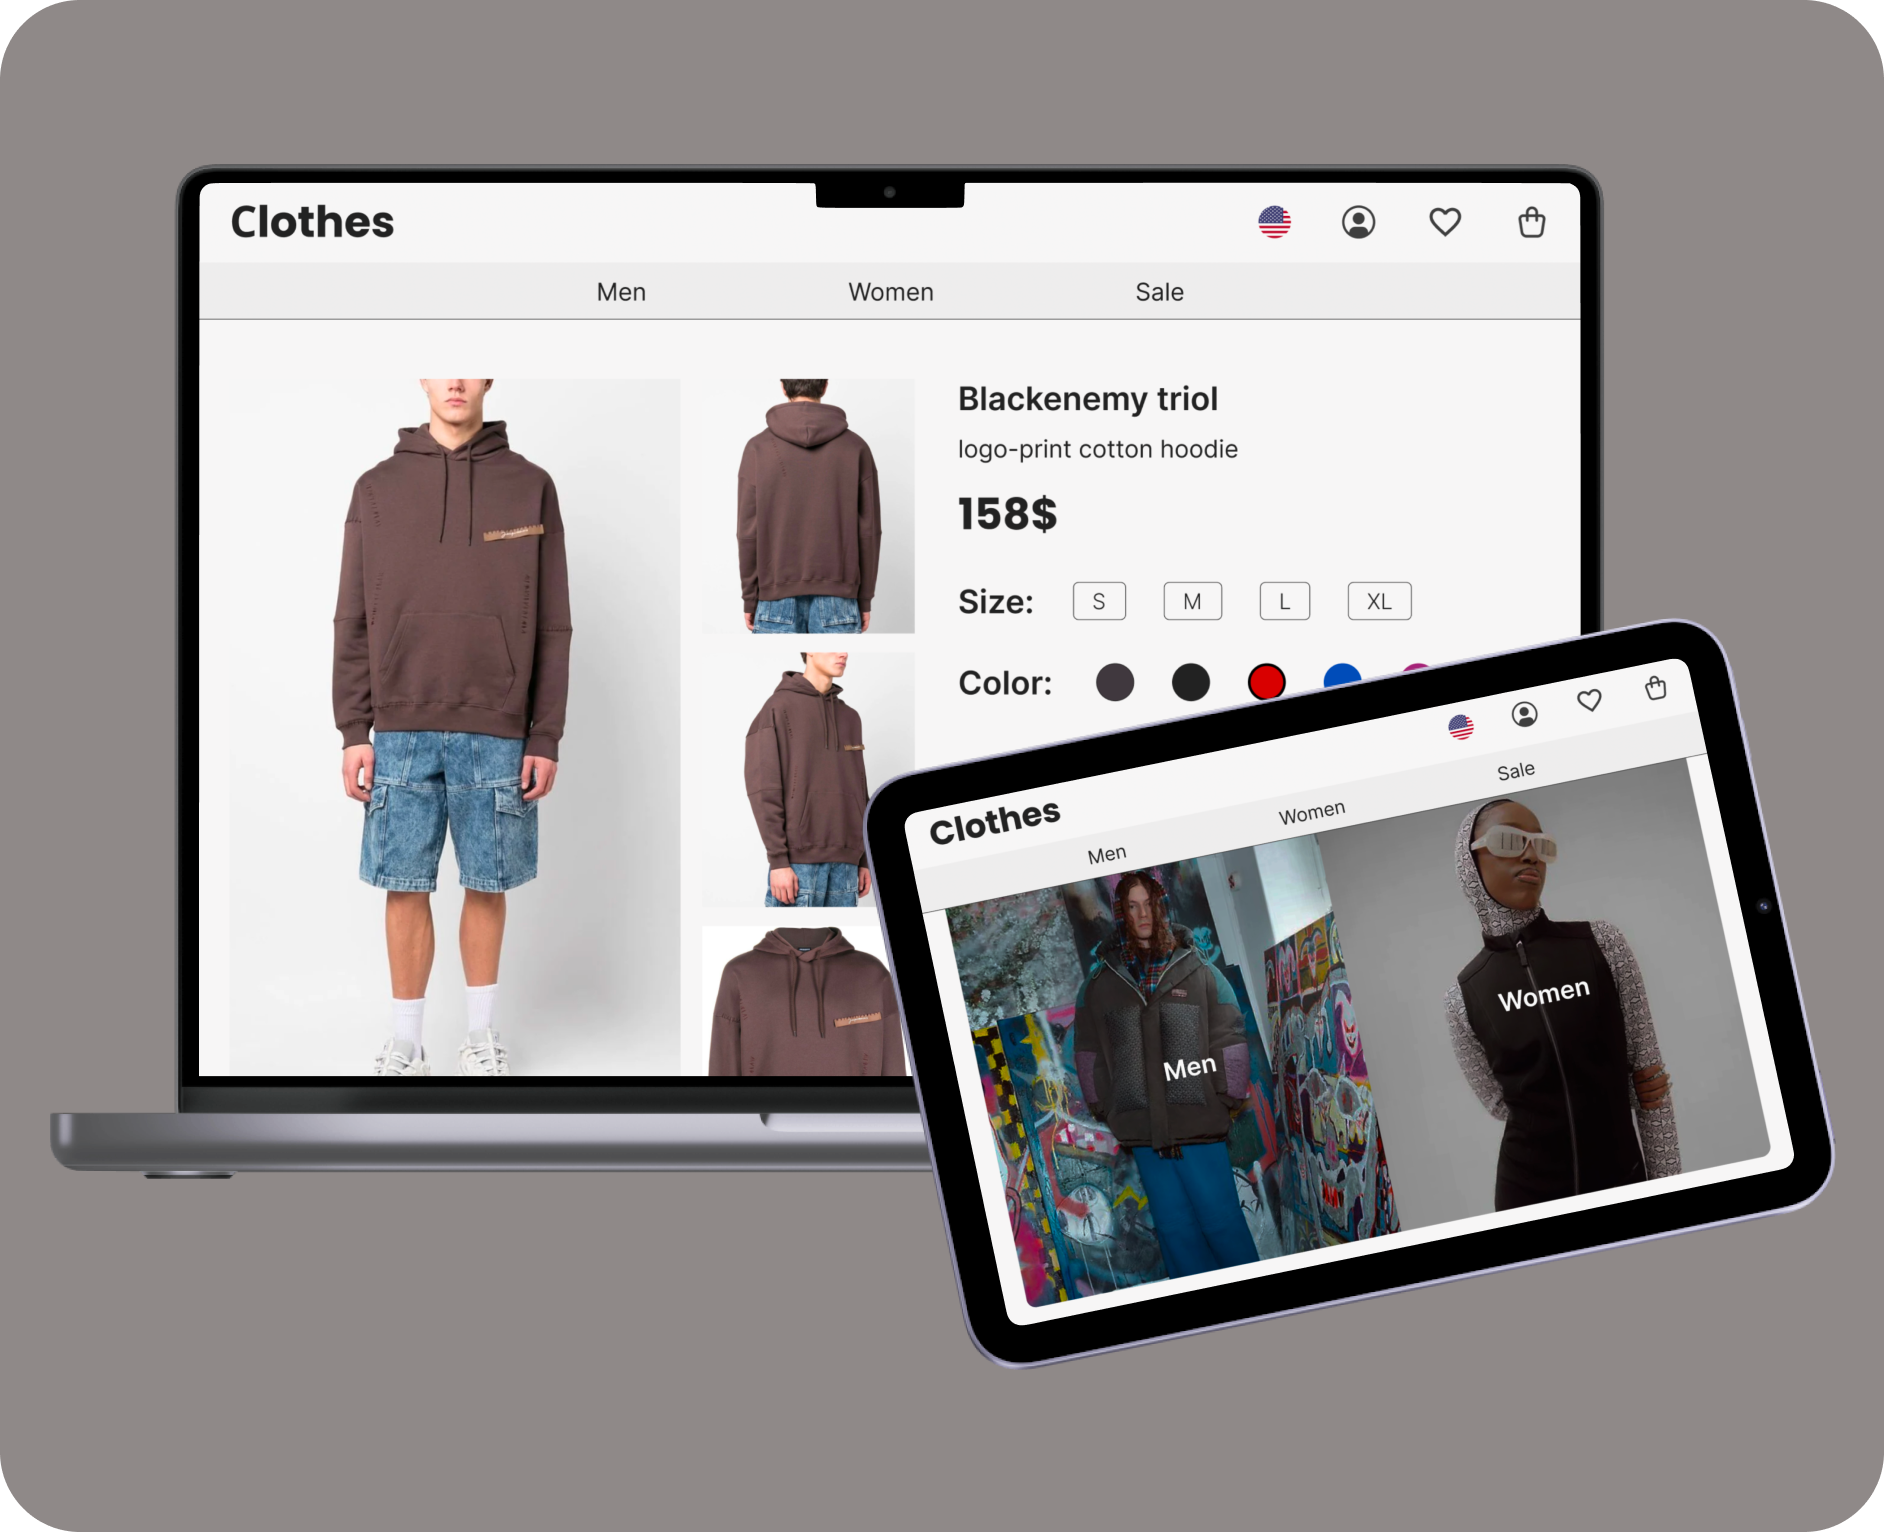 Clothes
Men Women Sale
Blackenemy triol
logo-print cotton hoodie
158$
Size: S M L XL
Color:
Clothes
Men Women Sale
Men
Women